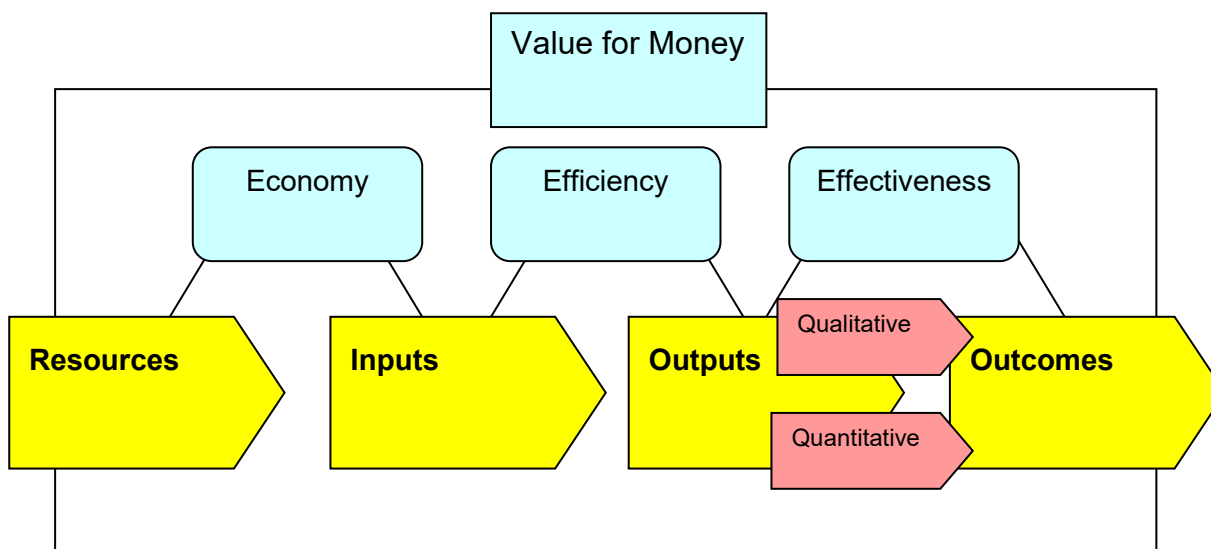 Value for Money
Economy
Efficiency
Effectiveness
Qualitative
Resources
Inputs
Outputs
Outcomes
Quantitative